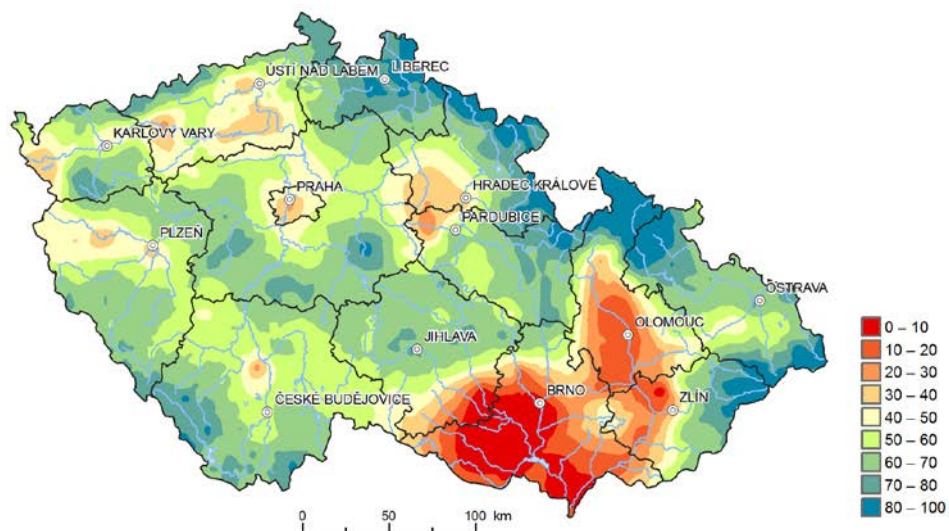 ÚSTÍ NAD LABEM
LIBEREC
KARLOVY VARY
PRAHA
HRADEC KRÁLOVÉ
PARDUBICE
PLZEŇ
OSTRAVA
OLOMOUC
JIHLAVA
BRNO
ZLÍN
ČESKÉ BUDĚJOVICE
0 – 10
10 – 20
20 – 30
30 – 40
40 – 50
50 – 60
60 – 70
70 – 80
80 – 100
0 50 100 km